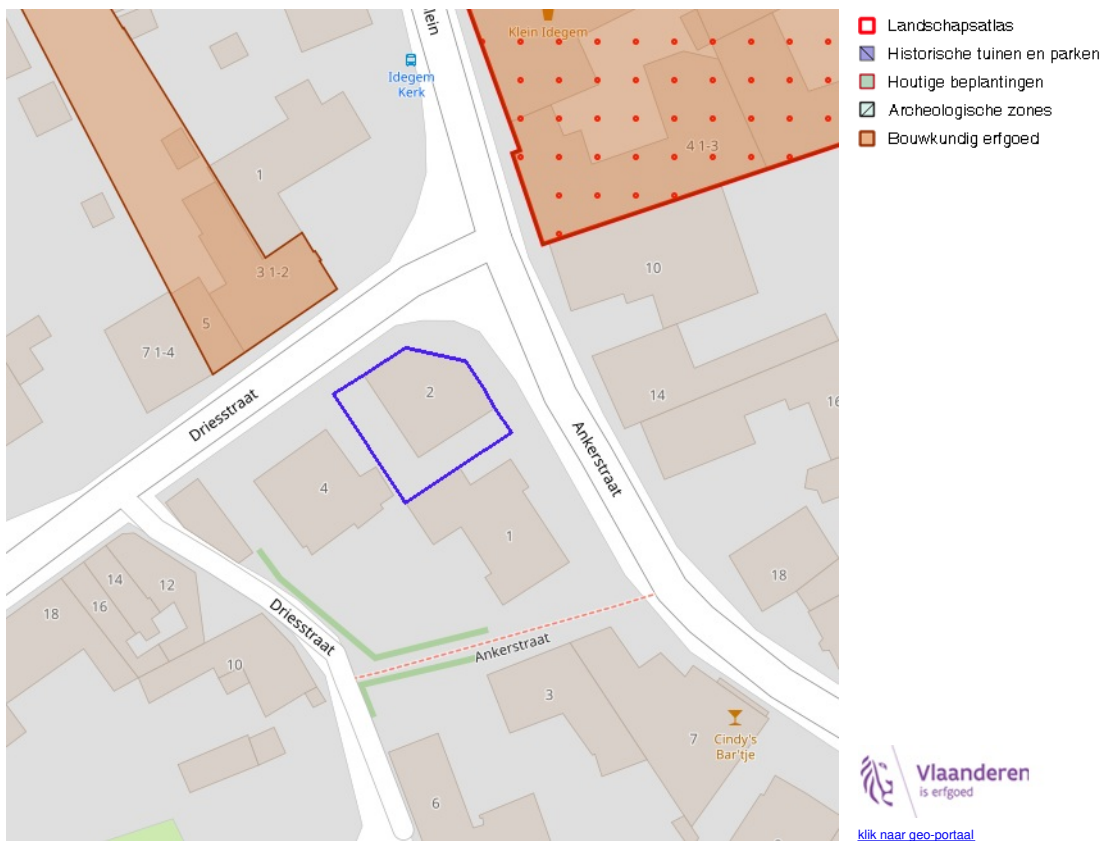 Klein
Klein Idegem
Idegem
Kerk
1
4 1-3
3 1-2
10
5
7 1-4
2
14
Driesstraat
Ankerstraat
4
1
18
14
12
16
18
Driesstraat
Ankerstraat
10
3
7
Cindy's
Bar'tje
6
Landschapsatlas
Historische tuinen en parken
Houtige beplantingen
Archeologische zones
Bouwkundig erfgoed
Vlaanderen
is erfgoed
klik naar geo-portaal